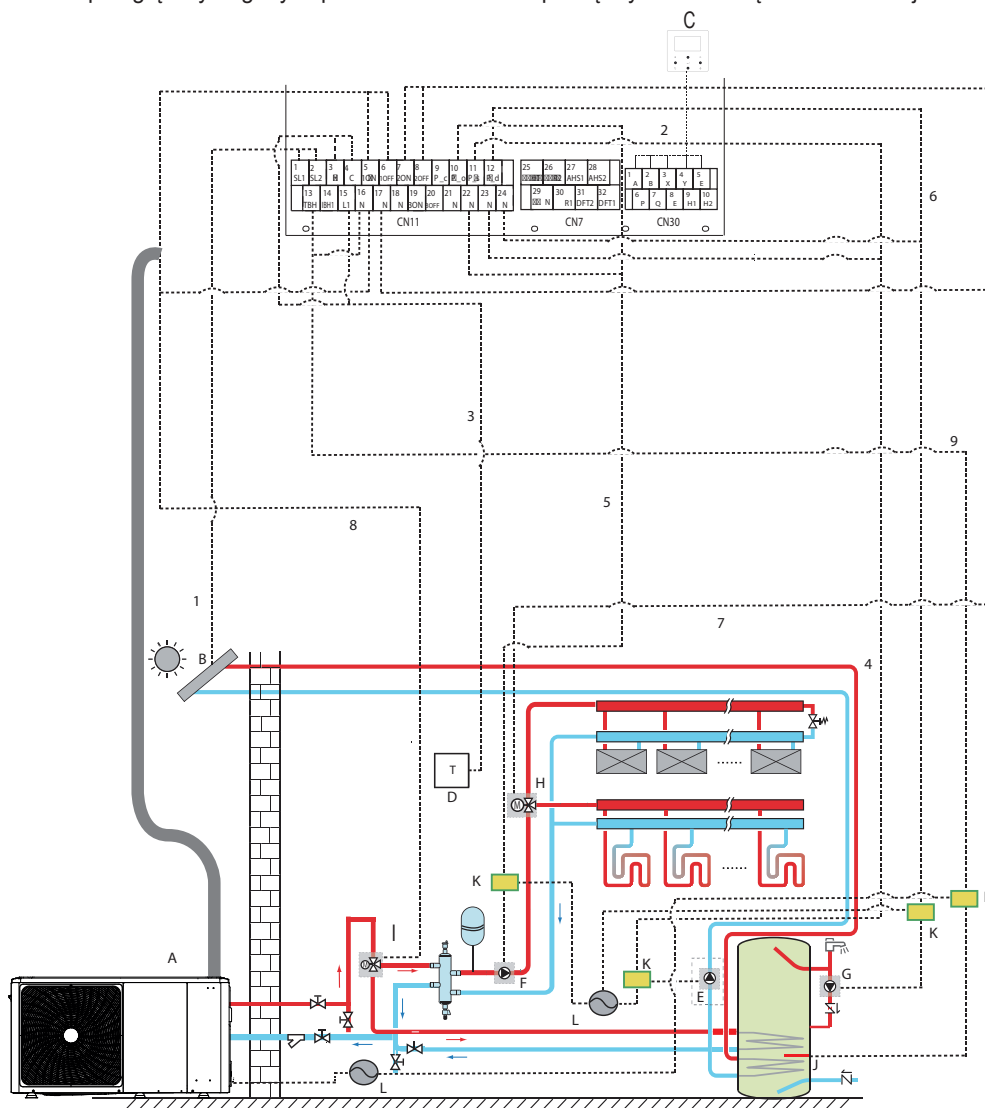 C
2
1 2 3 4 5 6 7 8 9 10 11 12
SL1 SL2 H C 1ON 1OFF 2ON 2OFF P_c P_o P_s P_d
13 14 15 16 17 18 19 20 21 22 23 24
TBH IBH1 L1 N N N 3ON 3OFF N N N N
CN11
25 26 27 28
AHS1 AHS2
29 30 31 32
N R1 DFT2 DFT1
CN7
1 2 3 4 5
A B X Y E
6 7 8 9 10
P Q E H1 H2
CN30
6
3
9
5
8
1
7
B
4
T
D
H
M
K
I
A
M
F
K
K
E
G
L
J
L